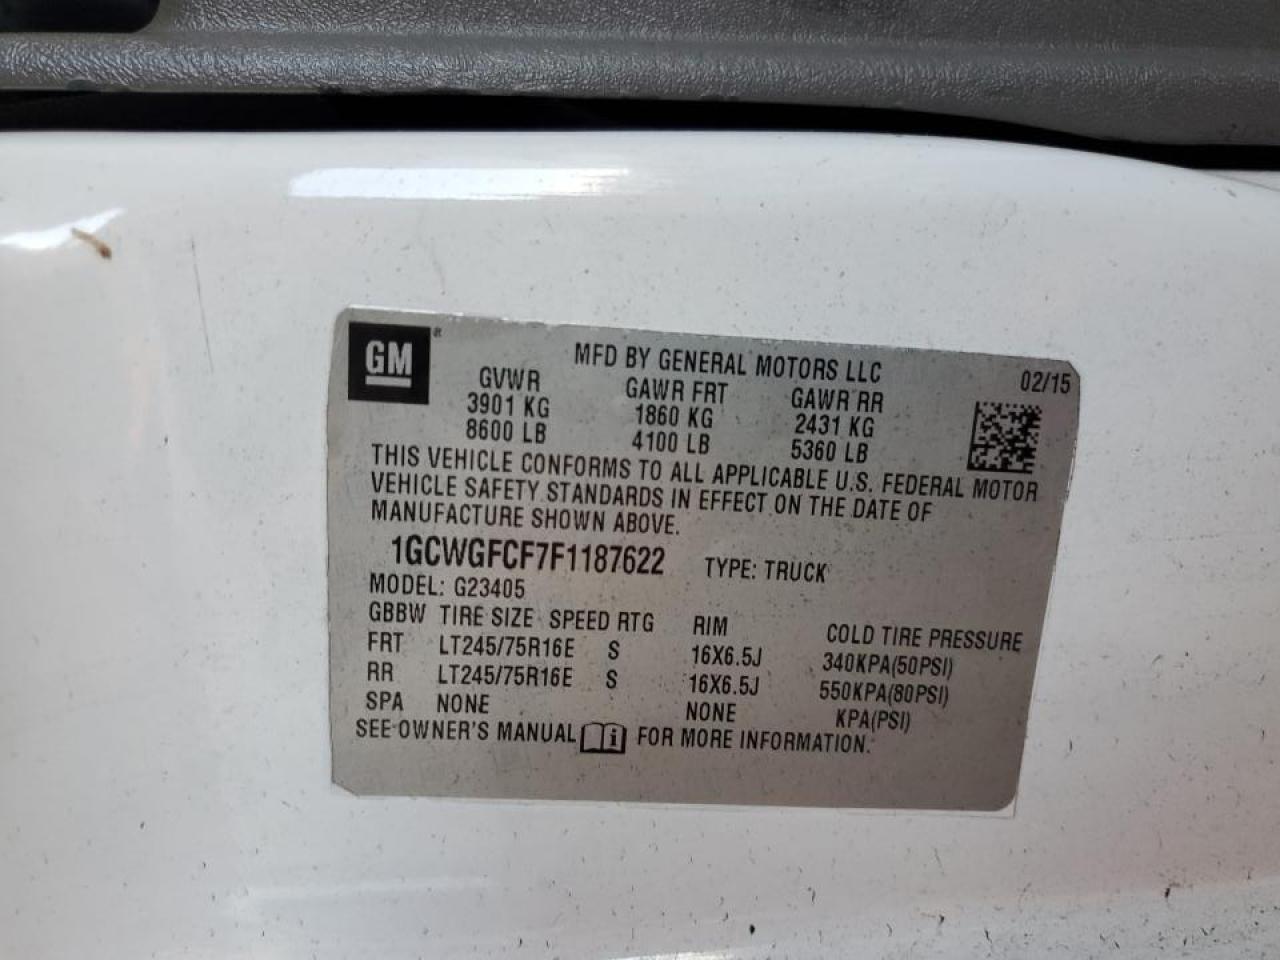 GM ®
MFD BY GENERAL MOTORS LLC 02/15
GVWR GAWR FRT GAWR RR
3901 KG 1860 KG 2431 KG
8600 LB 4100 LB 5360 LB
THIS VEHICLE CONFORMS TO ALL APPLICABLE U.S. FEDERAL MOTOR
VEHICLE SAFETY STANDARDS IN EFFECT ON THE DATE OF
MANUFACTURE SHOWN ABOVE.
1GCWGFCF7F1187622 TYPE: TRUCK
MODEL: G23405
GBBW TIRE SIZE SPEED RTG RIM COLD TIRE PRESSURE
FRT LT245/75R16E S 16X6.5J 340KPA(50PSI)
RR LT245/75R16E S 16X6.5J 550KPA(80PSI)
SPA NONE NONE KPA(PSI)
SEE OWNER'S MANUAL i FOR MORE INFORMATION.